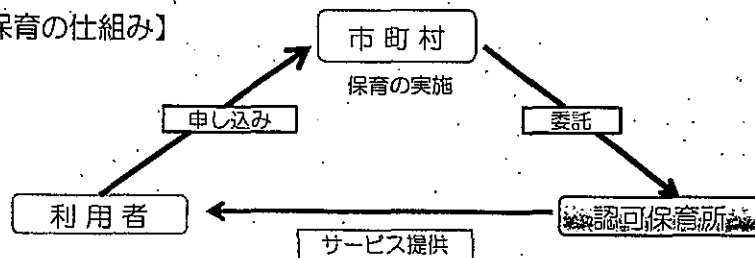 保育の仕組み】
市町村
保育の実施
申し込み
委託
利用者
認可保育所
サービス提供